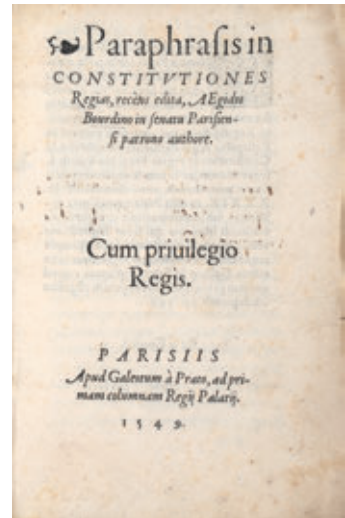 Paraphraſis in
CONSTITVTIONES
Regias, recẽns edita, AEgidio
Bourdino in ſenatu Pariſien-
ſi patrono authore.
Cum priuilegio
Regis.
PARISIIS
Apud Galeotum à Prato, ad pri-
mam columnam Regij Palatij.
1549.